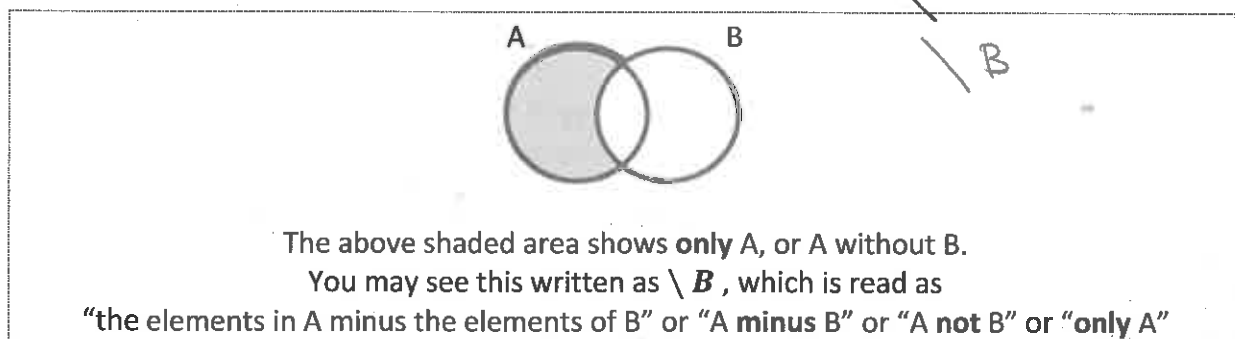 \ B
A B
The above shaded area shows only A, or A without B.
You may see this written as \ B , which is read as
"the elements in A minus the elements of B" or "A minus B" or "A not B" or "only A"